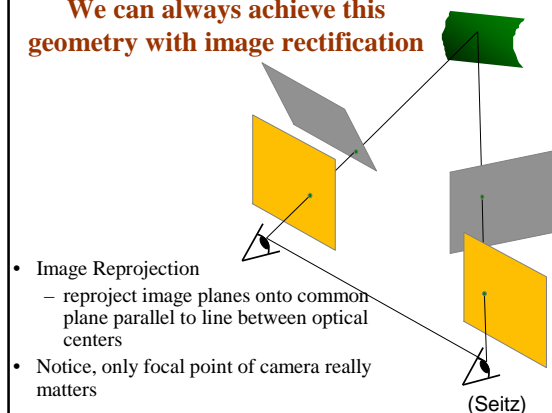 We can always achieve this
geometry with image rectification
• Image Reprojection
– reproject image planes onto common
plane parallel to line between optical
centers
• Notice, only focal point of camera really
matters
(Seitz)